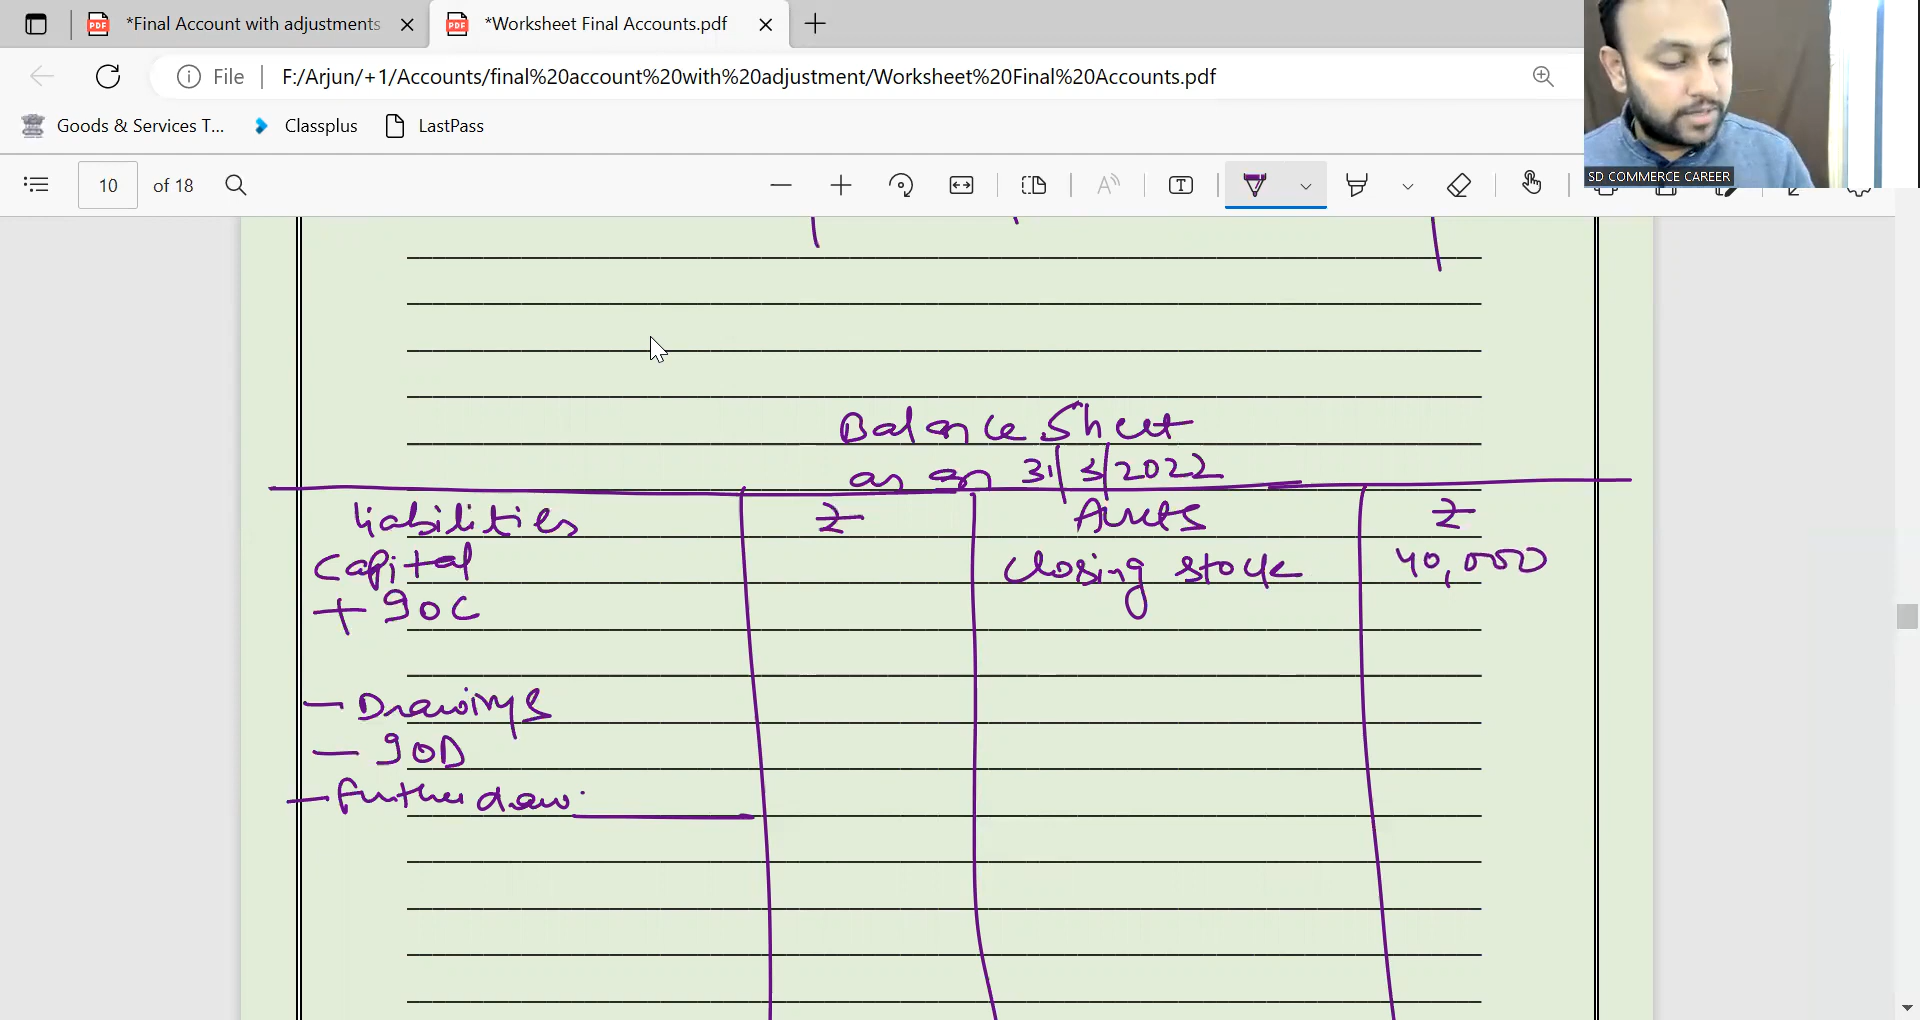 *Final Account with adjustments
*Worksheet Final Accounts.pdf
File
F:/Arjun/+1/Accounts/final%20account%20with%20adjustment/Worksheet%20Final%20Accounts.pdf
Goods & Services T...
Classplus
LastPass
SD COMMERCE CAREER
10 of 18
Balance Sheet
as on 31/3/2022
Liabilities ₹ Assets ₹
Capital Closing stock 40,000
+ IOC
- Drawings
- IOD
- Further draw.